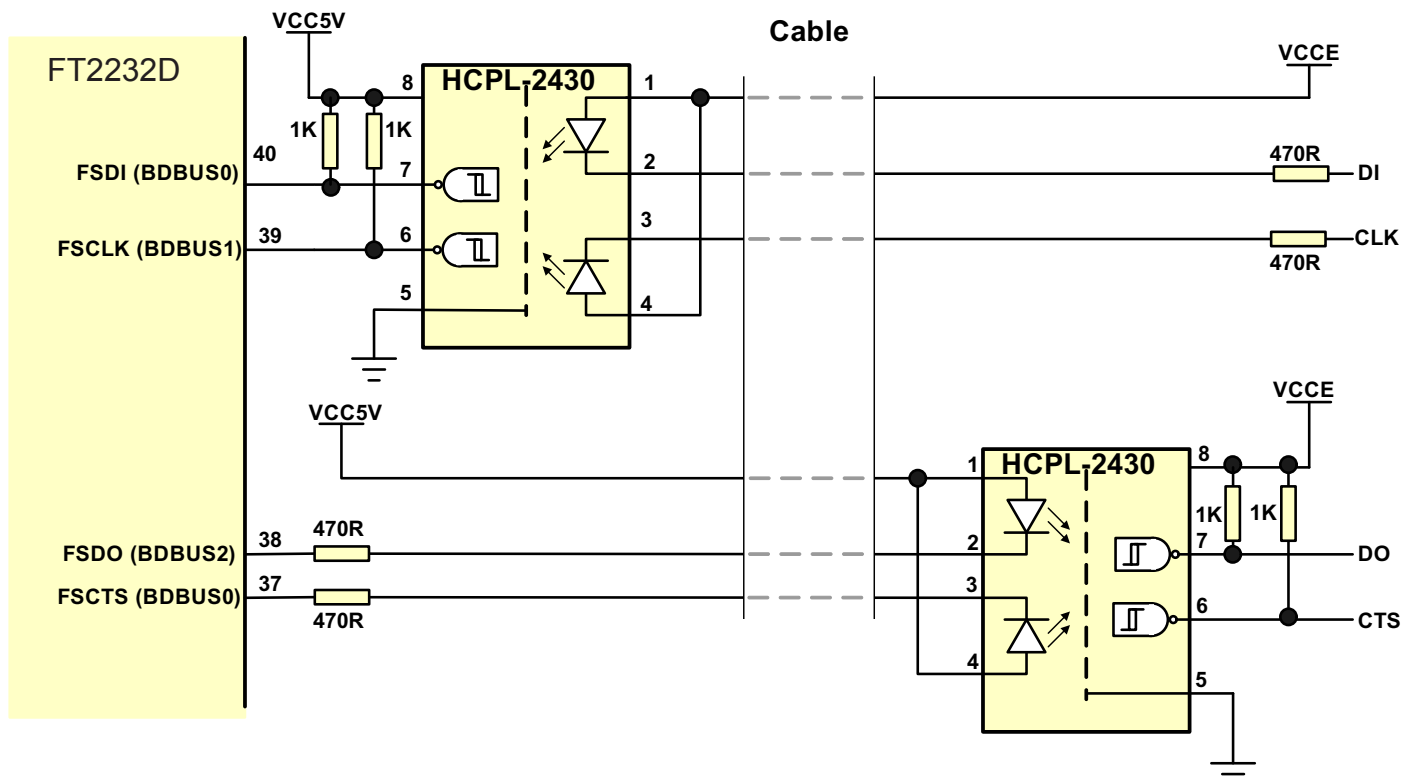 VCC5V
Cable
FT2232D
HCPL-2430
VCCE
8
1
1K
1K
40
FSDI (BDBUS0)
7
2
470R
DI
3
FSCLK (BDBUS1)
39
6
CLK
470R
5
4
VCC5V
VCCE
1
HCPL-2430
8
1K
1K
470R
FSDO (BDBUS2)
38
2
7
DO
FSCTS (BDBUS0)
37
3
6
470R
CTS
4
5